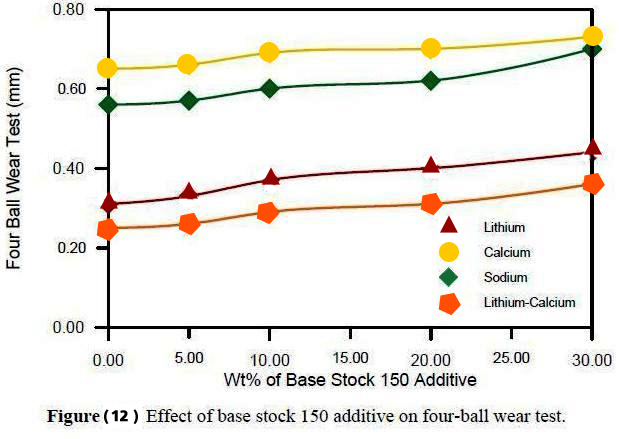 0.80
0.60
0.40
0.20
0.00
Four Ball Wear Test (mm)
Lithium
Calcium
Sodium
Lithium-Calcium
0.00 5.00 10.00 15.00 20.00 25.00 30.00
Wt% of Base Stock 150 Additive
Figure (12) Effect of base stock 150 additive on four-ball wear test.